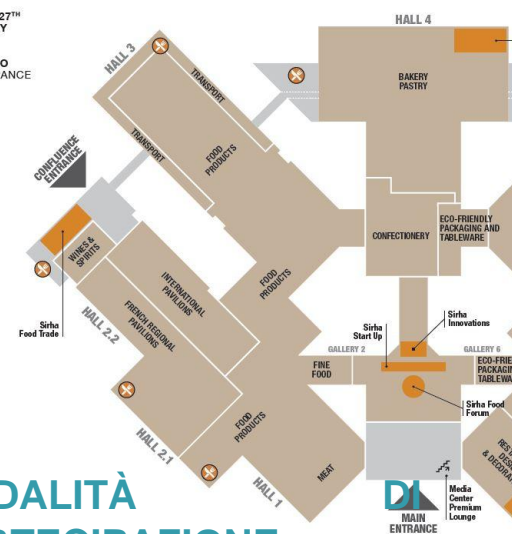 27TH
Y
O
ANCE
HALL 4
HALL 3
BAKERY
PASTRY
TRANSPORT
TRANSPORT
FOOD
PRODUCTS
CONFLUENCE
ENTRANCE
WINES &
SPIRITS
INTERNATIONAL
PAVILIONS
FRENCH REGIONAL
PAVILIONS
Sirha
Food Trade
HALL 2.2
FOOD
PRODUCTS
CONFECTIONERY
ECO-FRIENDLY
PACKAGING AND
TABLEWARE
Sirha
Start Up
Sirha
Innovations
GALLERY 2
GALLERY 6
FINE
FOOD
ECO-FRIE
PACKAGIN
TABLEWA
Sirha Food
Forum
HALL 2.1
FOOD
PRODUCTS
HALL 1
MEAT
RES
DES
& DECORA
Media
Center
Premium
Lounge
MAIN
ENTRANCE
DALITÀ DI
RTECIPAZIONE